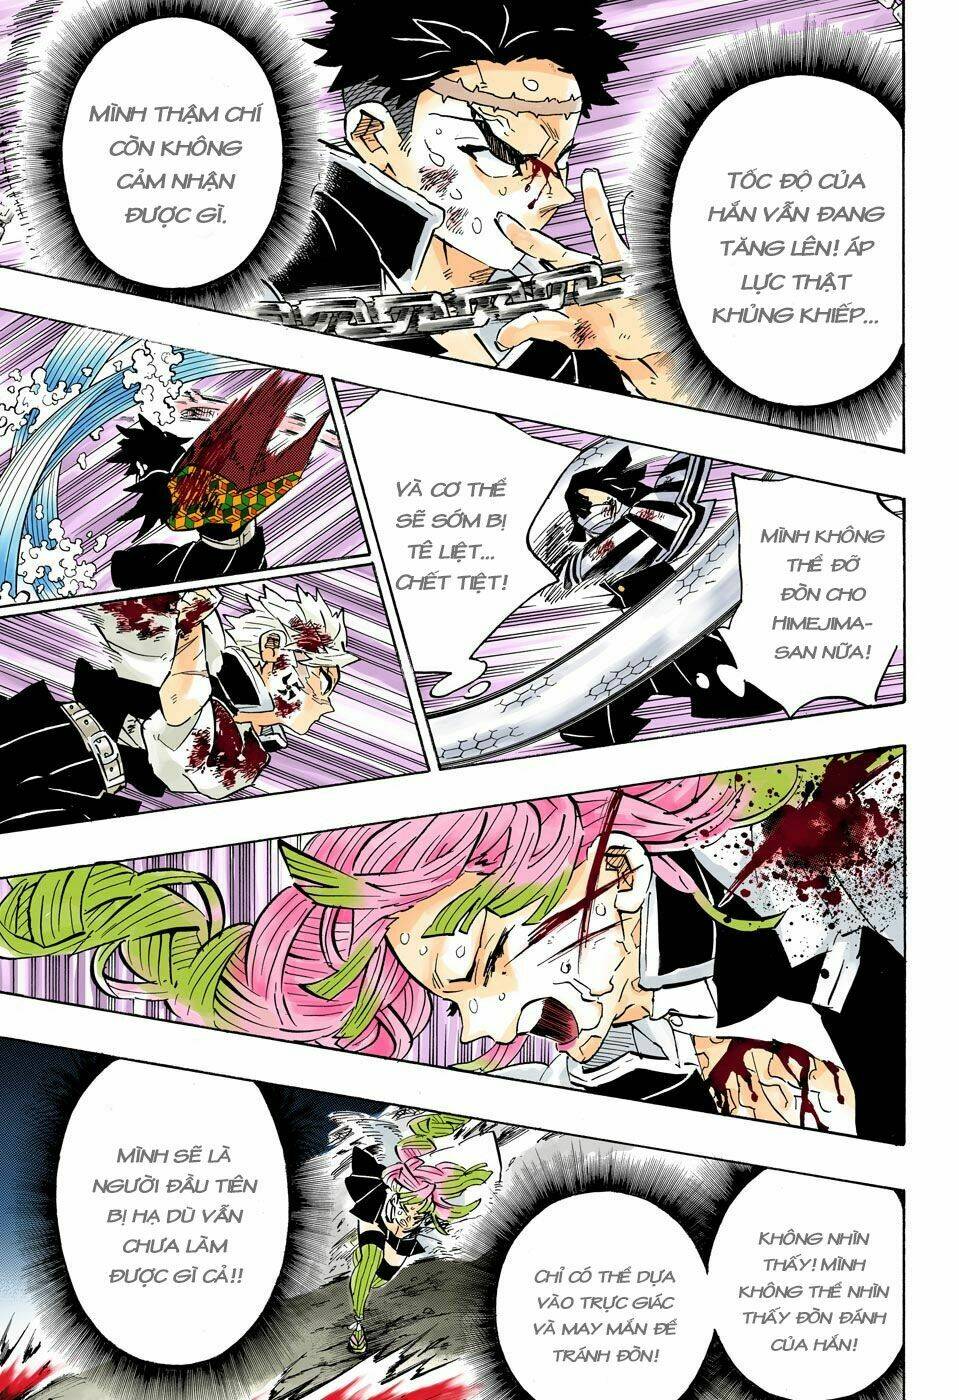 TỐC ĐỘ CỦA
HẮN VẪN ĐANG
TĂNG LÊN! ÁP
LỰC THẬT
KHỦNG KHIẾP...
MÌNH THẬM CHÍ
CÒN KHÔNG
CẢM NHẬN
ĐƯỢC GÌ.
MÌNH KHÔNG
THỂ ĐỠ
ĐÒN CHO
HIMEJIMA-
SAN NỮA!
VÀ CƠ THỂ
SẼ SỚM BỊ
TÊ LIỆT...
CHẾT TIỆT!
KHÔNG NHÌN
THẤY! MÌNH
KHÔNG THỂ NHÌN
THẤY ĐÒN ĐÁNH
CỦA HẮN!
CHỈ CÓ THỂ DỰA
VÀO TRỰC GIÁC
VÀ MAY MẮN ĐỂ
TRÁNH ĐÒN!
MÌNH SẼ LÀ
NGƯỜI ĐẦU TIÊN
BỊ HẠ DÙ VẪN
CHƯA LÀM
ĐƯỢC GÌ CẢ!!